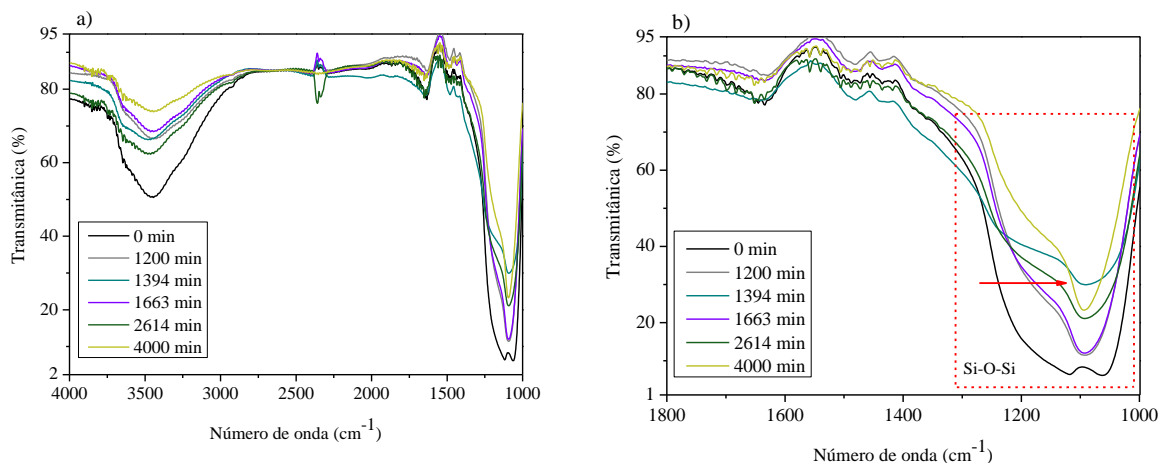 a)
95
80
60
40
20
2
4000
3500
3000
2500
2000
1500
1000
Transmitânica (%)
Número de onda (cm-1)
0 min
1200 min
1394 min
1663 min
2614 min
4000 min
b)
95
80
60
40
20
1
1800
1600
1400
1200
1000
Transmitânica (%)
Número de onda (cm-1)
0 min
1200 min
1394 min
1663 min
2614 min
4000 min
Si-O-Si